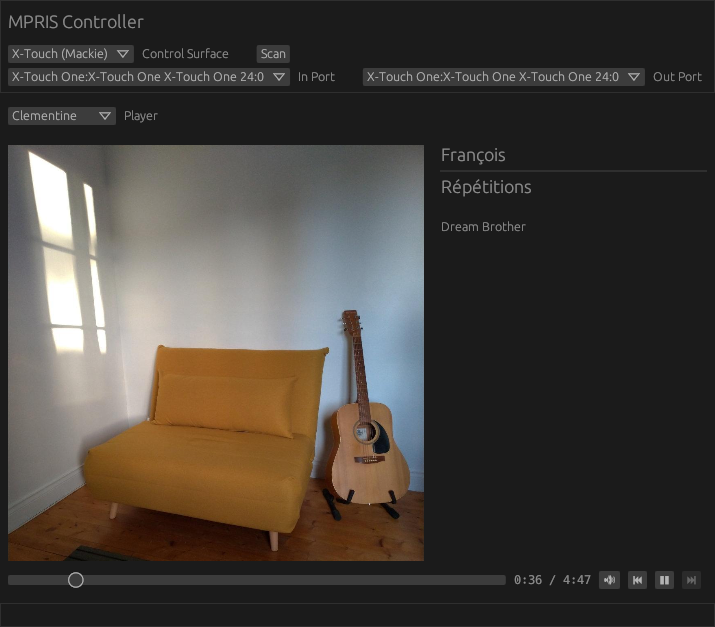 MPRIS Controller
X-Touch (Mackie) Control Surface Scan
X-Touch One:X-Touch One X-Touch One 24:0 In Port X-Touch One:X-Touch One X-Touch One 24:0 Out Port
Clementine Player
François
Répétitions
Dream Brother
0:36 / 4:47